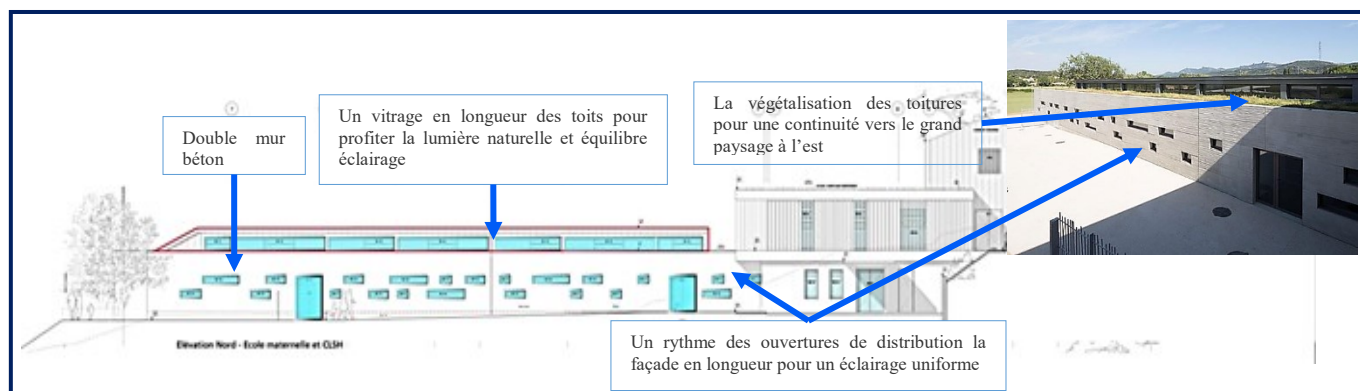 Double mur
béton
Un vitrage en longueur des toits pour
profiter la lumière naturelle et équilibre
éclairage
La végétalisation des toitures
pour une continuité vers le grand
paysage à l’est
Un rythme des ouvertures de distribution la
façade en longueur pour un éclairage uniforme
Elévation Nord - Ecole maternelle et CLSH